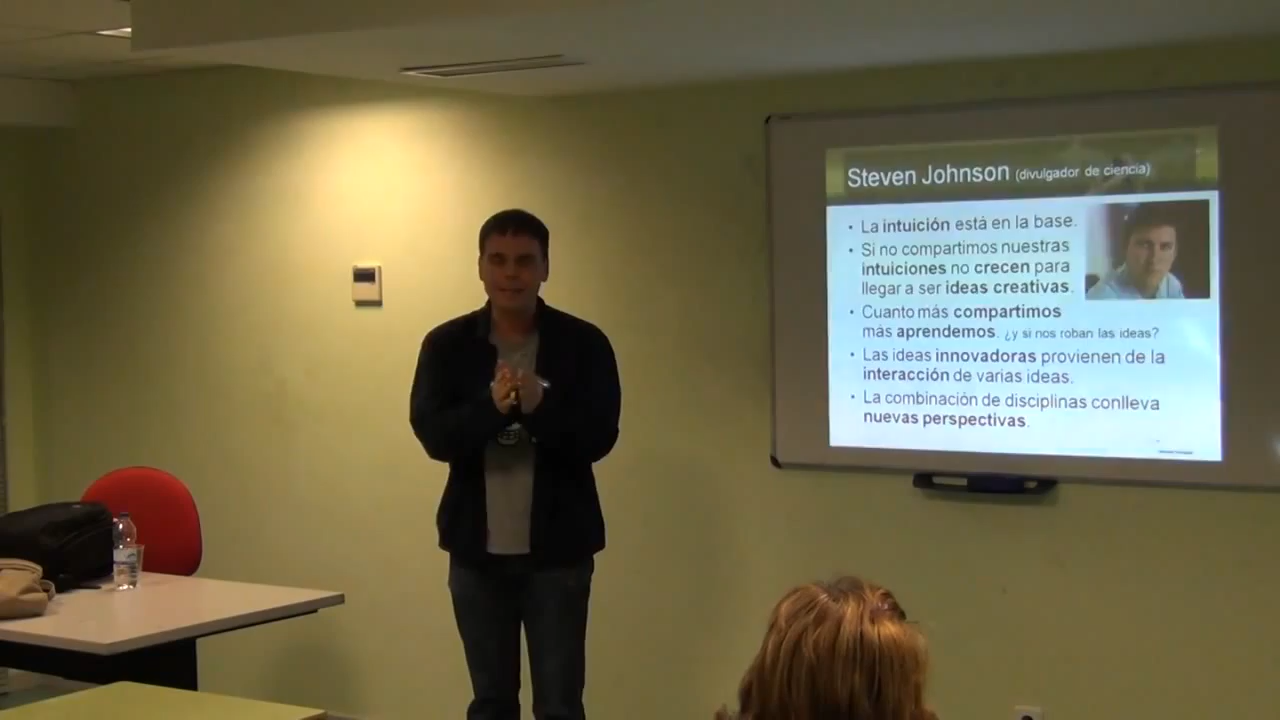 Steven Johnson (divulgador de ciencia)
• La intuición está en la base.
• Si no compartimos nuestras
intuiciones no crecen para
llegar a ser ideas creativas.
• Cuanto más compartimos
más aprendemos. ¿y si nos roban las ideas?
• Las ideas innovadoras provienen de la
interacción de varias ideas.
• La combinación de disciplinas conlleva
nuevas perspectivas.